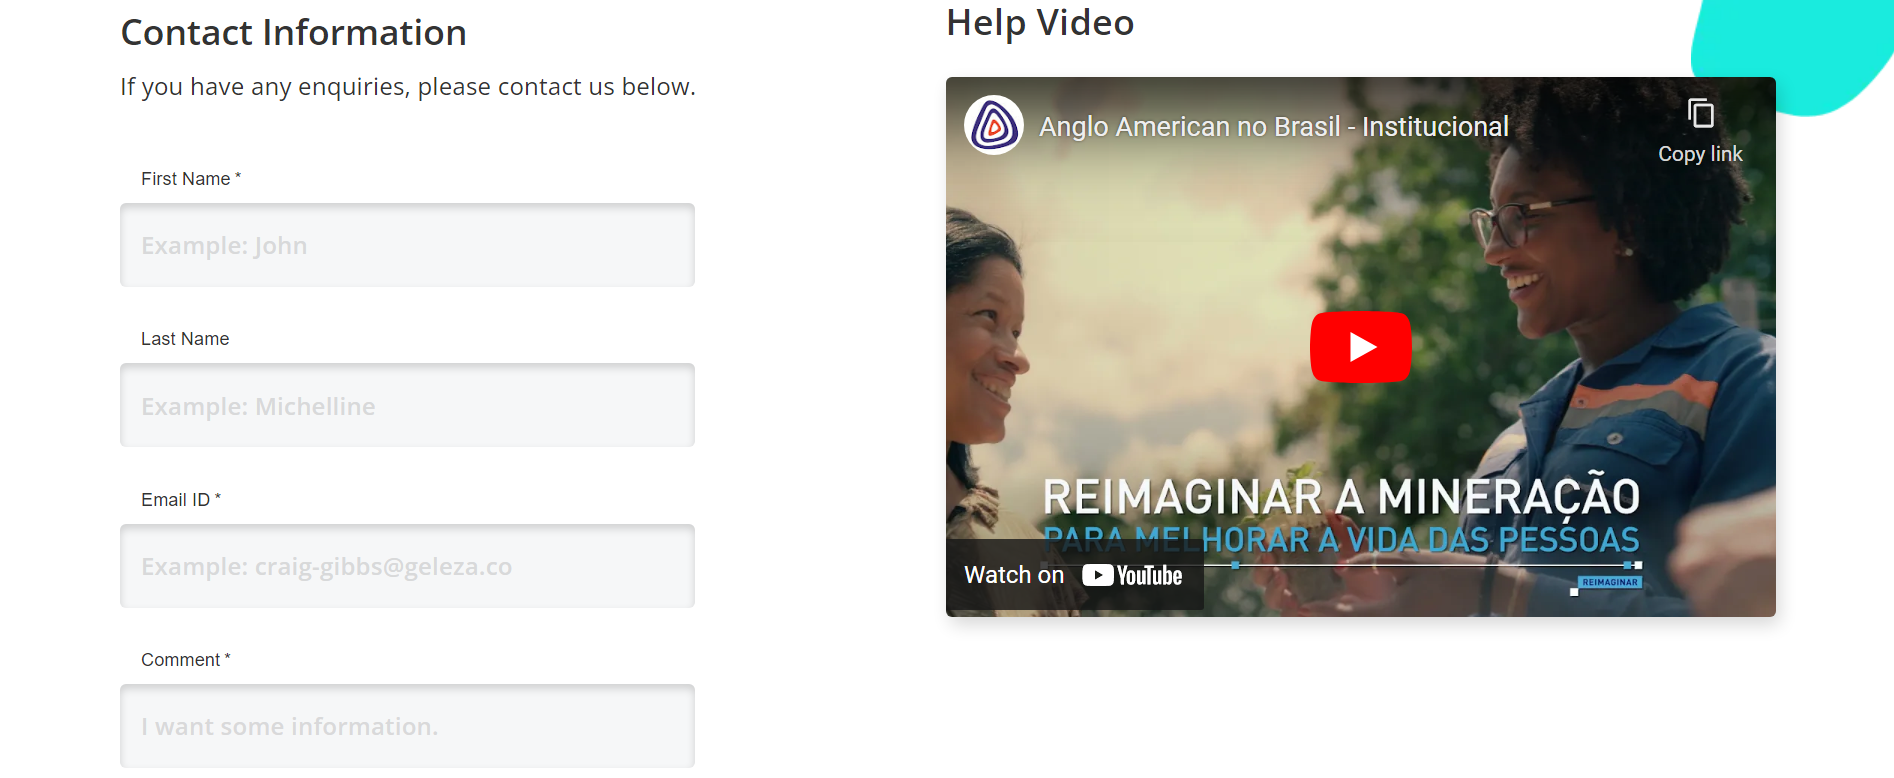 Contact Information
If you have any enquiries, please contact us below.
First Name *
Example: John
Last Name
Example: Michelline
Email ID *
Example: craig-gibbs@geleza.co
Comment *
I want some information.
Help Video
Anglo American no Brasil - Institucional
Copy link
REIMAGINAR A MINERAÇÃO
PARA MELHORAR A VIDA DAS PESSOAS
REIMAGINAR
Watch on YouTube